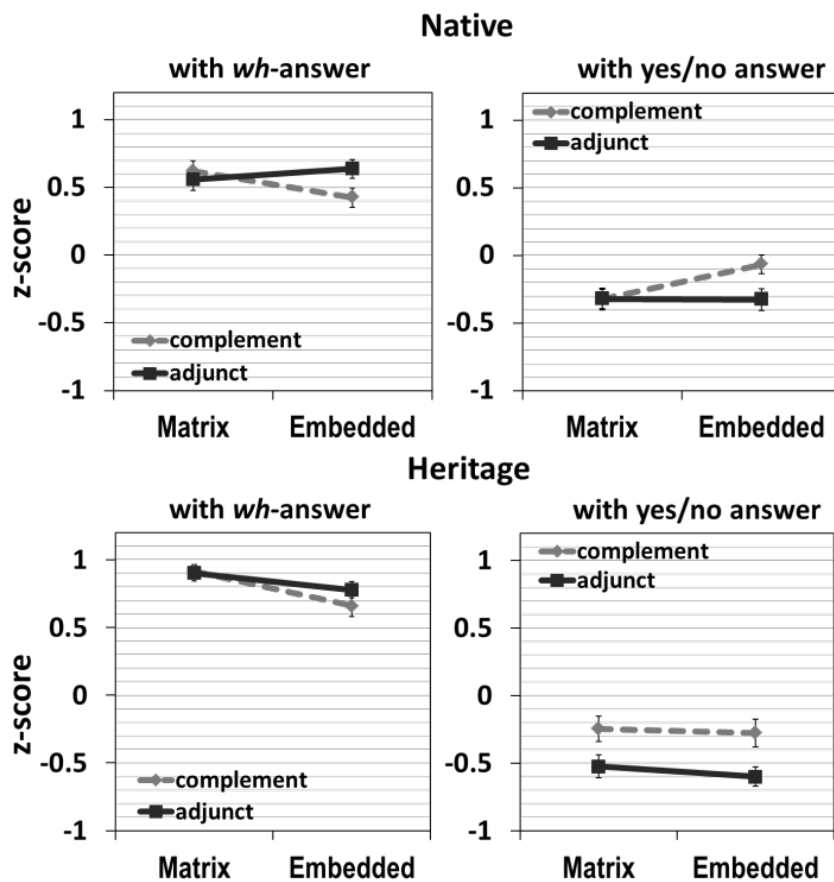 Native
with wh-answer
with yes/no answer
z-score
1
0.5
0
-0.5
-1
complement
adjunct
Matrix Embedded
1
0.5
0
-0.5
-1
complement
adjunct
Matrix Embedded
Heritage
with wh-answer
with yes/no answer
z-score
1
0.5
0
-0.5
-1
complement
adjunct
Matrix Embedded
1
0.5
0
-0.5
-1
complement
adjunct
Matrix Embedded